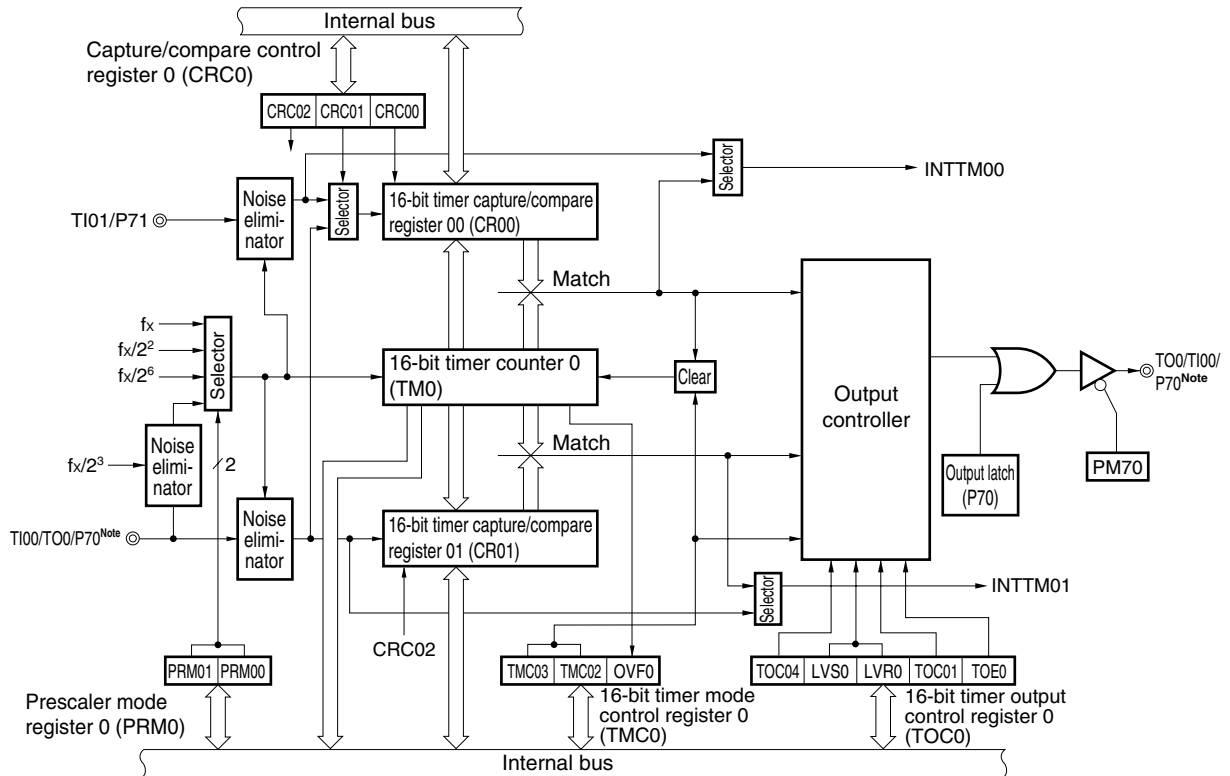 Internal bus
Capture/compare control
register 0 (CRC0)
CRC02 CRC01 CRC00
Selector
INTTM00
TI01/P71
Noise
elimi-
nator
Selector
16-bit timer capture/compare
register 00 (CR00)
Match
fx
fx/2²
fx/2⁶
Selector
16-bit timer counter 0
(TM0)
Clear
Output
controller
TO0/TI00/
P70Note
fx/2³
Noise
elimi-
nator
2
Match
Output latch
(P70)
PM70
TI00/TO0/P70Note
Noise
elimi-
nator
16-bit timer capture/compare
register 01 (CR01)
Selector
INTTM01
CRC02
PRM01 PRM00
TMC03 TMC02 OVF0
TOC04 LVS0 LVR0 TOC01 TOE0
Prescaler mode
register 0 (PRM0)
16-bit timer mode
control register 0
(TMC0)
16-bit timer output
control register 0
(TOC0)
Internal bus